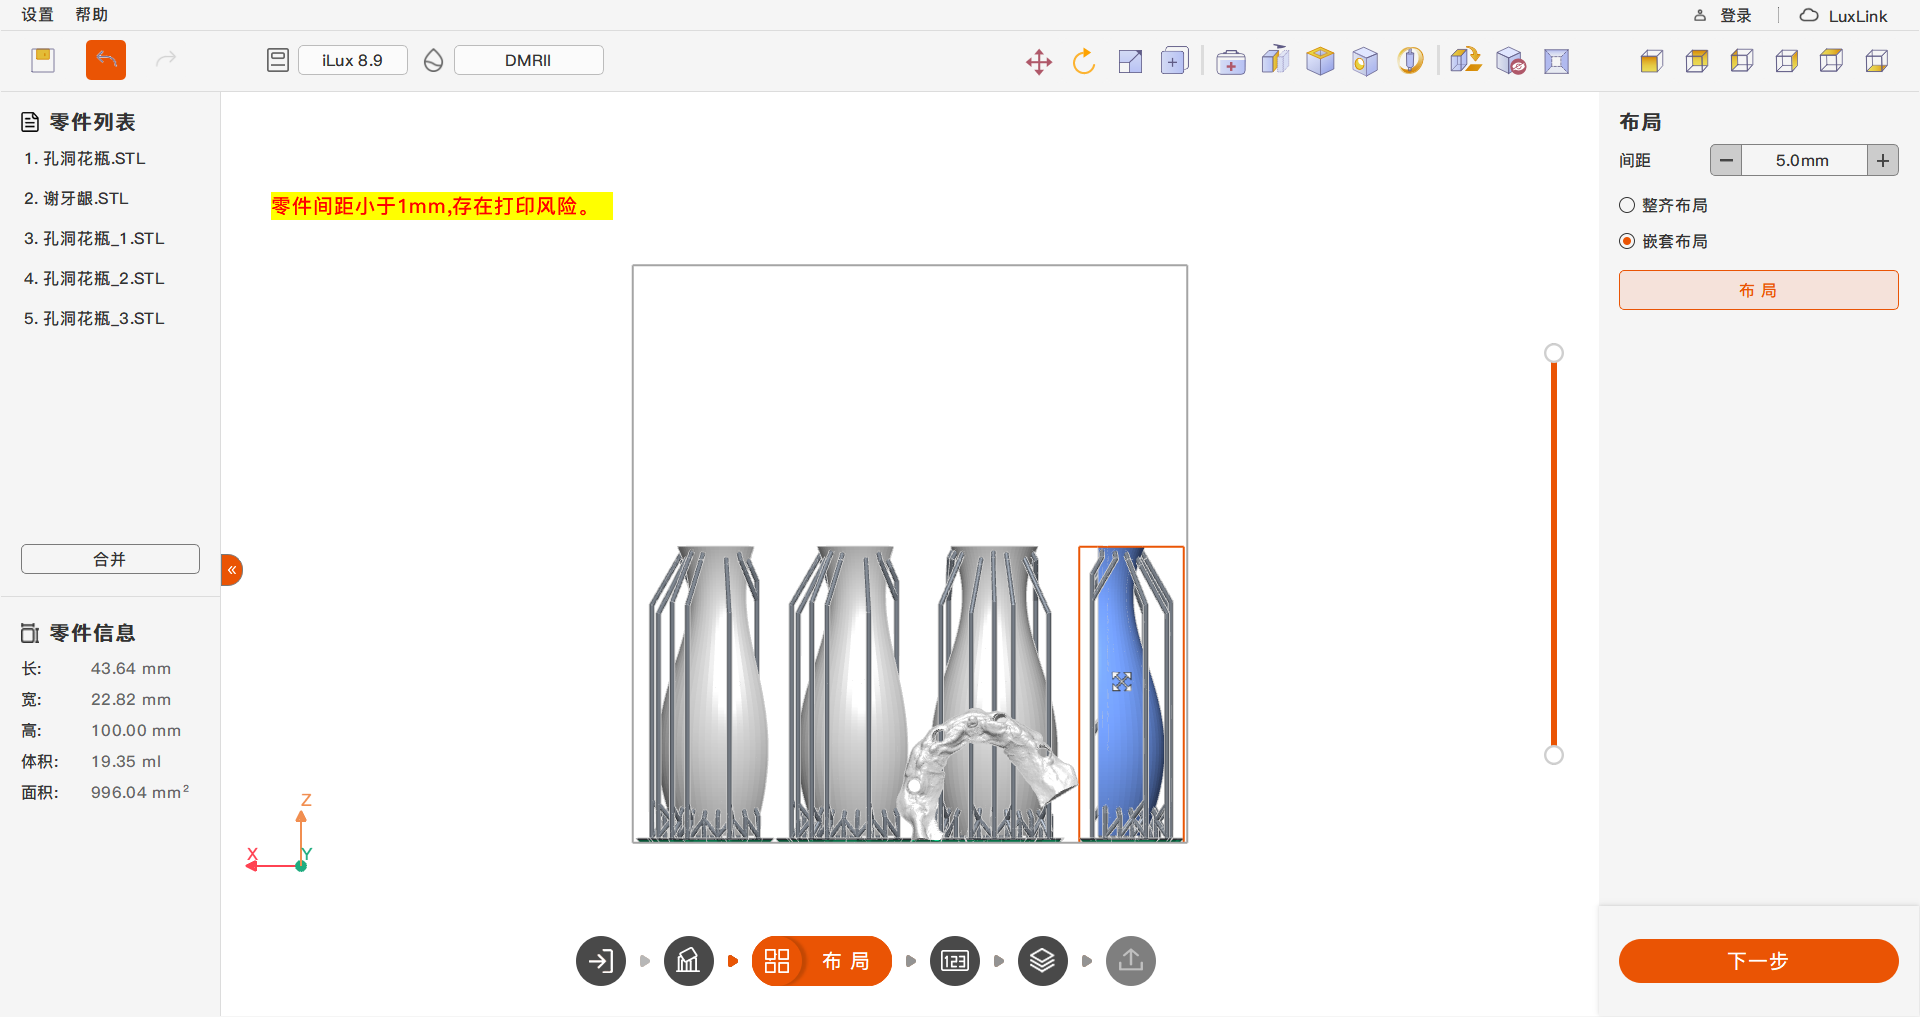 设置 帮助 登录 LuxLink
iLux 8.9 DMRII
零件列表
1. 孔洞花瓶.STL
2. 谢牙龈.STL
3. 孔洞花瓶_1.STL
4. 孔洞花瓶_2.STL
5. 孔洞花瓶_3.STL
合并
零件信息
长: 43.64 mm
宽: 22.82 mm
高: 100.00 mm
体积: 19.35 ml
面积: 996.04 mm²
零件间距小于1mm,存在打印风险。
Z
X
Y
布局
123
布局
间距 5.0mm
整齐布局
嵌套布局
布局
下一步